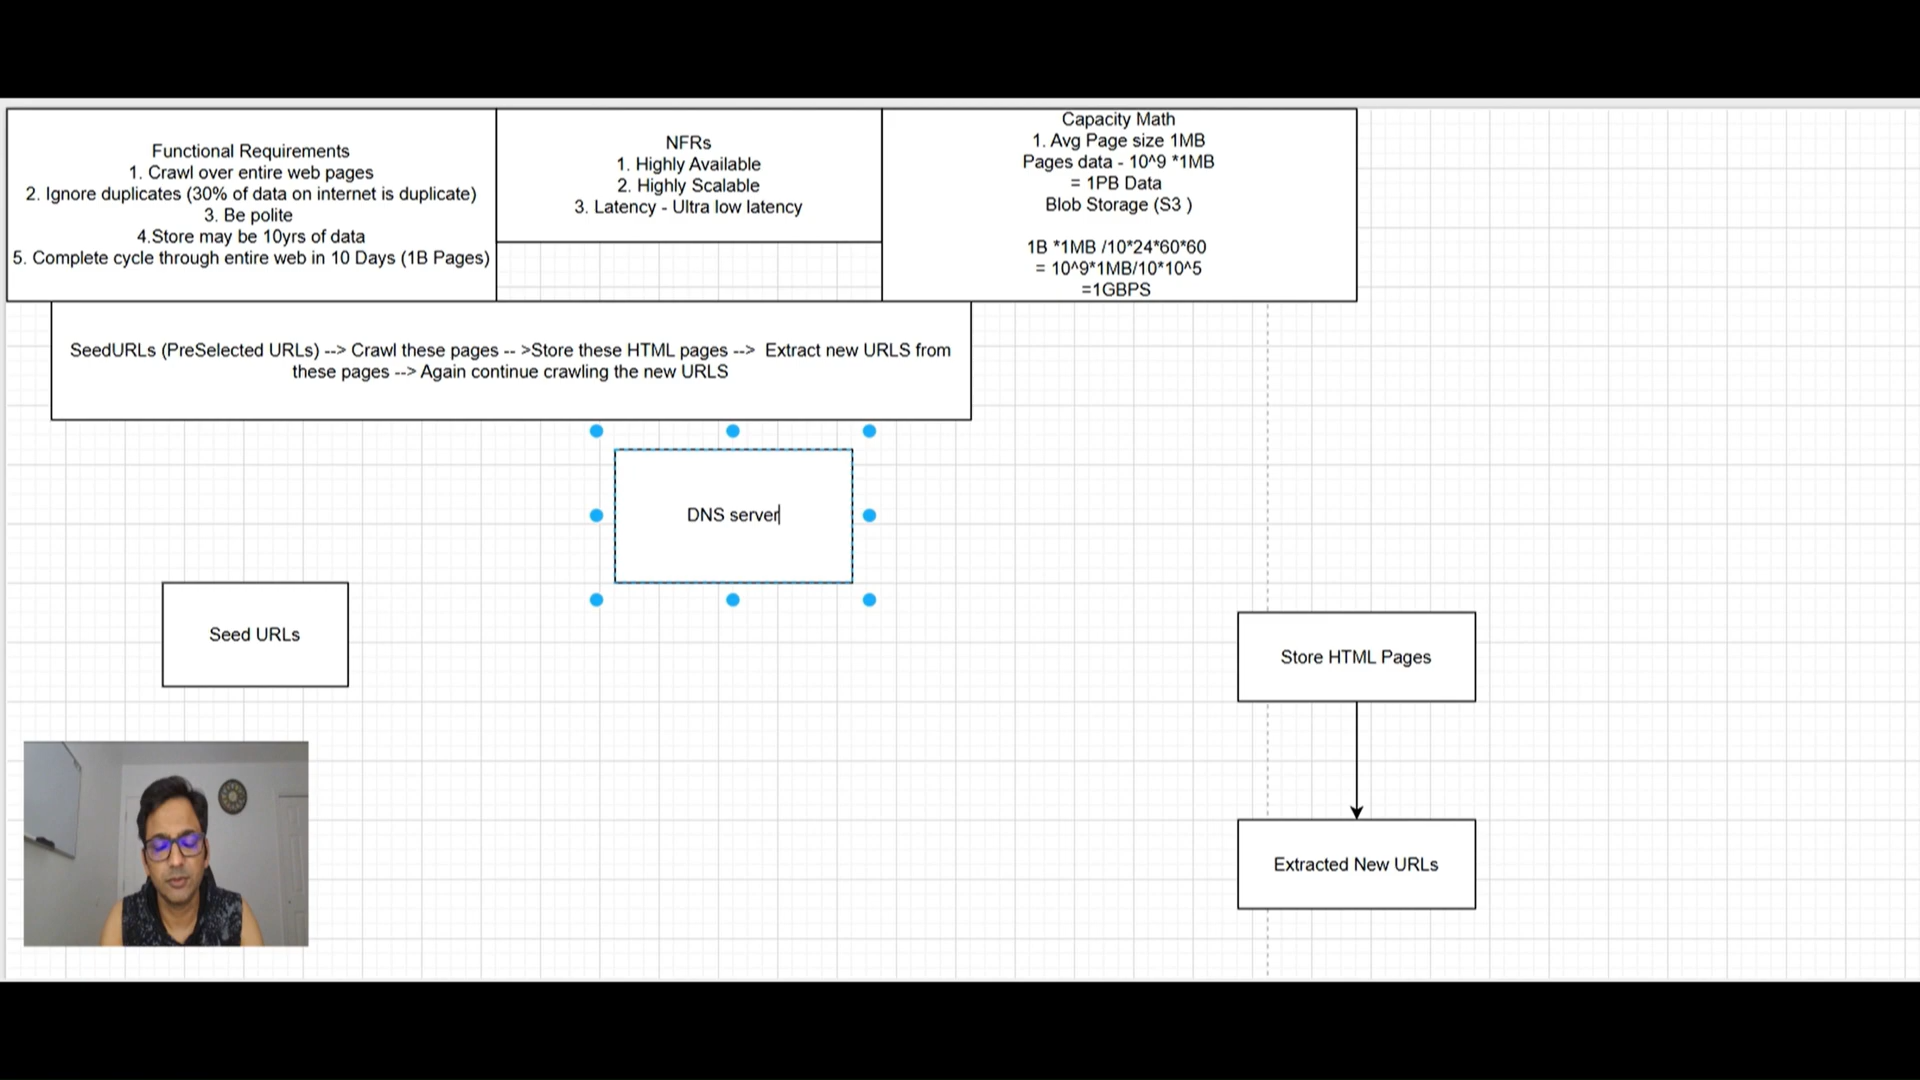 Functional Requirements
1. Crawl over entire web pages
2. Ignore duplicates (30% of data on internet is duplicate)
3. Be polite
4.Store may be 10yrs of data
5. Complete cycle through entire web in 10 Days (1B Pages)
NFRs
1. Highly Available
2. Highly Scalable
3. Latency - Ultra low latency
Capacity Math
1. Avg Page size 1MB
Pages data - 10^9 *1MB
= 1PB Data
Blob Storage (S3 )
1B *1MB /10*24*60*60
= 10^9*1MB/10*10^5
=1GBPS
SeedURLs (PreSelected URLs) --> Crawl these pages -- >Store these HTML pages --> Extract new URLS from
these pages --> Again continue crawling the new URLS
DNS server
Seed URLs
Store HTML Pages
Extracted New URLs